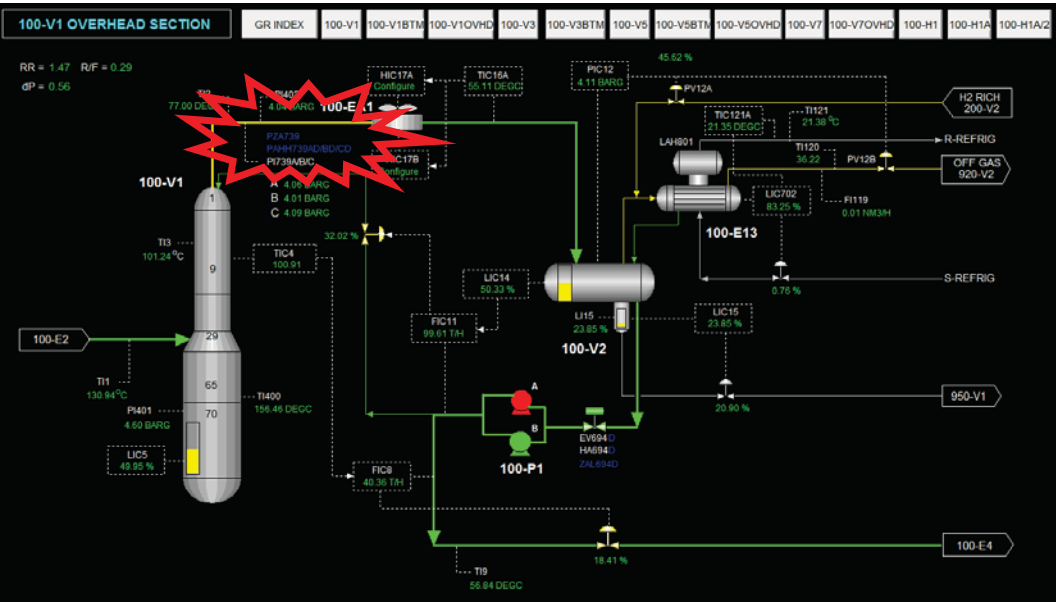 100-V1 OVERHEAD SECTION
GR INDEX
100-V1
100-V1BTM
100-V1OVHD
100-V3
100-V3BTM
100-V5
100-V5BTM
100-V5OVHD
100-V7
100-V7OVHD
100-H1
100-H1A
100-H1A/2
RR = 1.47 R/F = 0.29
dP = 0.56
77.00 DEGC
4.04 BARG
HIC17A
Configure
TIC16A
55.11 DEGC
PIC12
4.11 BARG
45.62 %
PV12A
H2 RICH
200-V2
PZA739
PAHH739AD/BD/CD
PI739A/B/C
A 4.06 BARG
B 4.01 BARG
C 4.09 BARG
Configure
TIC121A
21.35 DEGC
TI121
21.38 °C
LAH801
R-REFRIG
TI120
36.22
PV12B
OFF GAS
920-V2
100-V1
1
LIC702
83.25 %
FI119
0.01 NM3/H
100-E13
32.02 %
TI3
101.24 °C
TIC4
100.91
9
LIC14
50.33 %
S-REFRIG
0.76 %
FIC11
99.61 T/H
LI15
23.85 %
LIC15
23.85 %
100-V2
100-E2
29
TI1
130.94 °C
65
TI400
156.46 DEGC
PI401
4.60 BARG
70
A
B
100-P1
20.90 %
950-V1
EV694D
HA694D
ZAL694D
LIC5
49.95 %
FIC8
40.36 T/H
18.41 %
100-E4
TI9
56.84 DEGC